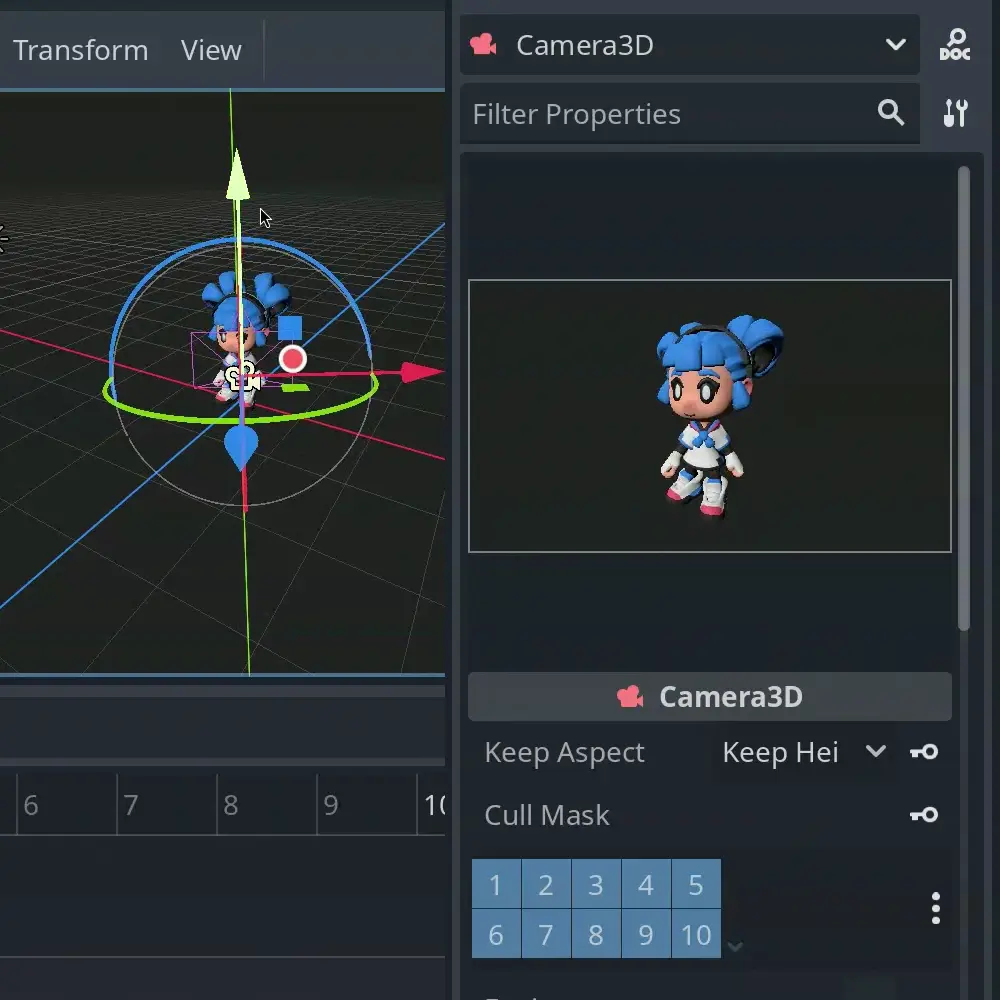 Transform View
Camera3D
DOC
Filter Properties
Camera3D
Keep Aspect Keep Hei
Cull Mask
6 7 8 9 10
1 2 3 4 5
6 7 8 9 10